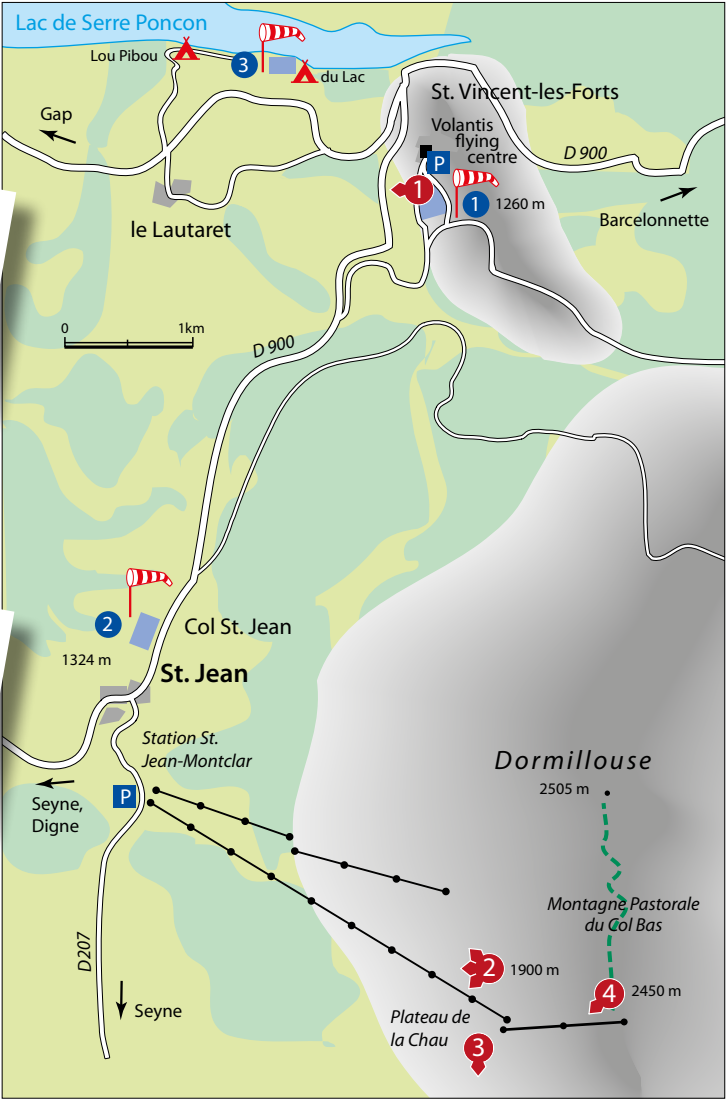 Lac de Serre Poncon
Lou Pibou
3
du Lac
Gap
St. Vincent-les-Forts
Volantis
flying
centre
P
D 900
1
1
1260 m
Barcelonnette
le Lautaret
0
1km
D 900
2
Col St. Jean
1324 m
St. Jean
Station St.
Jean-Montclar
P
Seyne,
Digne
Dormillouse
2505 m
Montagne Pastorale
du Col Bas
D207
2
1900 m
4
2450 m
Seyne
Plateau de
la Chau
3